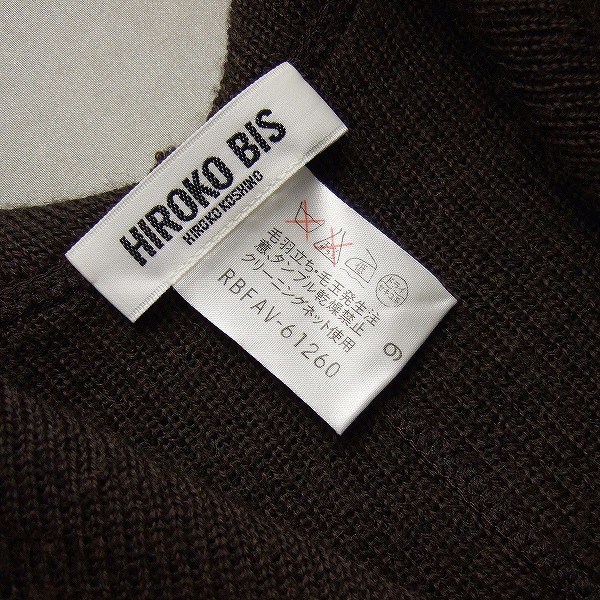 HIROKO BIS
HIROKO KOSHINO
毛羽立ち・毛玉発生注
意、タンブル乾燥禁止
クリーニングネット使用
RBFAV-61260
9